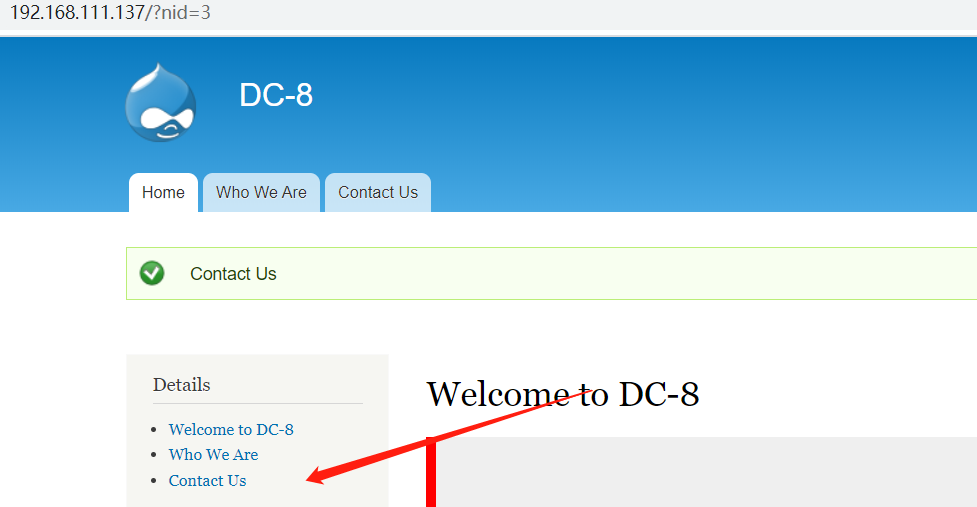 192.168.111.137/?nid=3
DC-8
Home Who We Are Contact Us
Contact Us
Details
Welcome to DC-8
Welcome to DC-8
Who We Are
Contact Us